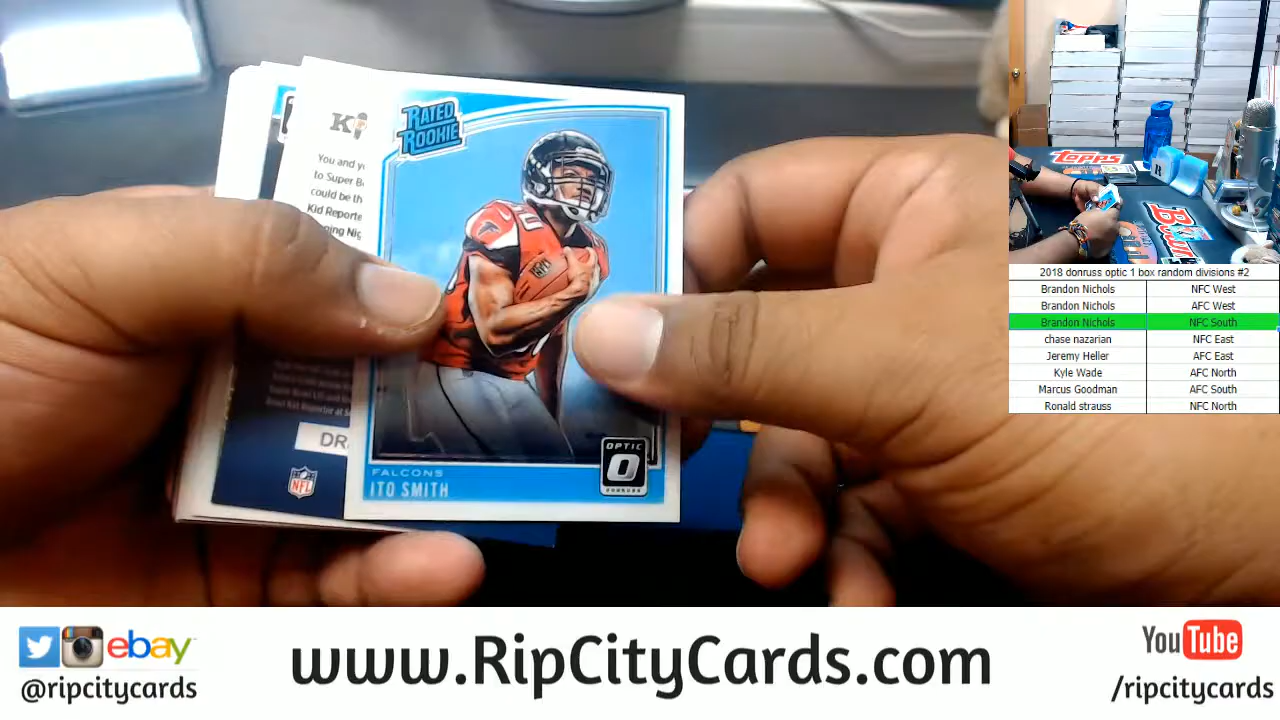 RATED
ROOKIE
K
You and
to Super
could be th
Kid Reporte
DR
NFL
FALCONS
ITO SMITH
OPTIC
DONRUSS
TOPPS
2018 donruss optic 1 box random divisions #2
Brandon Nichols NFC West
Brandon Nichols AFC West
Brandon Nichols NFC South
chase nazarian NFC East
Jeremy Heller AFC East
Kyle Wade AFC North
Marcus Goodman AFC South
Ronald strauss NFC North
ebay
@ripcitycards
www.RipCityCards.com
YouTube
/ripcitycards